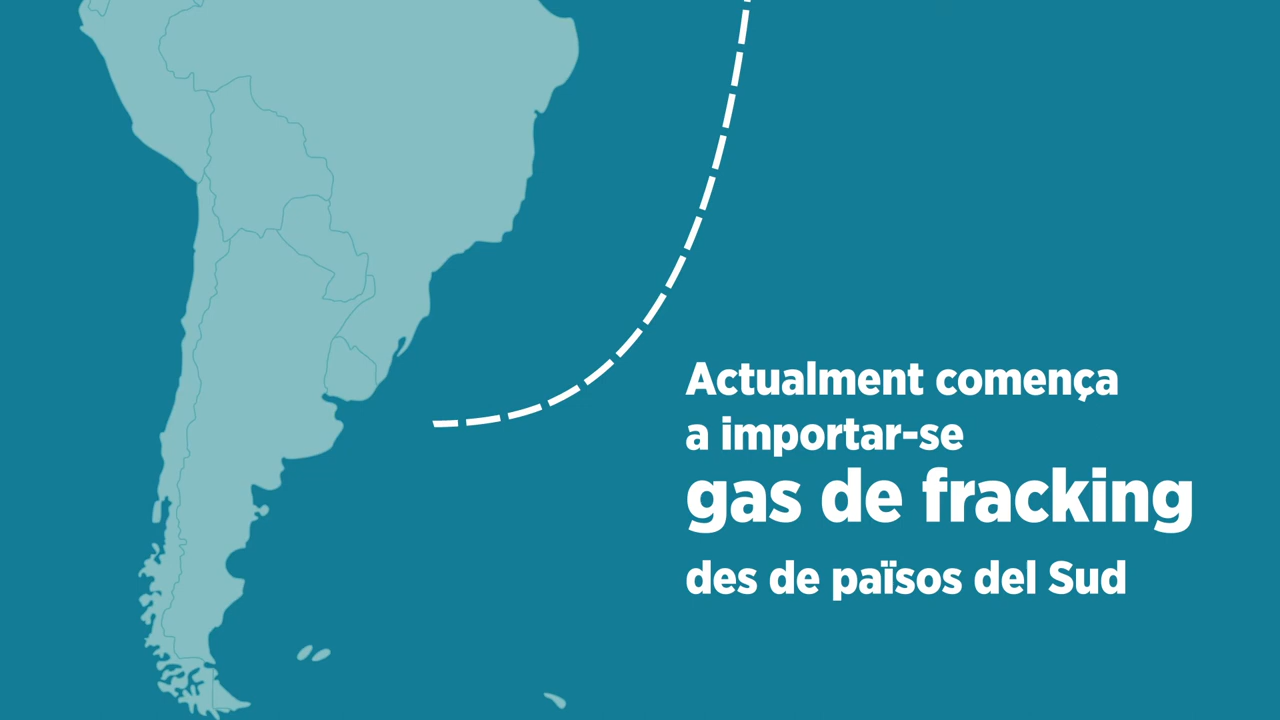 Actualment comença
a importar-se
gas de fracking
des de països del Sud